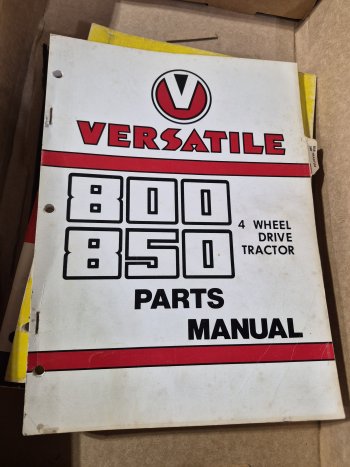 V
VERSATILE
800
850
4 WHEEL
DRIVE
TRACTOR
PARTS
MANUAL